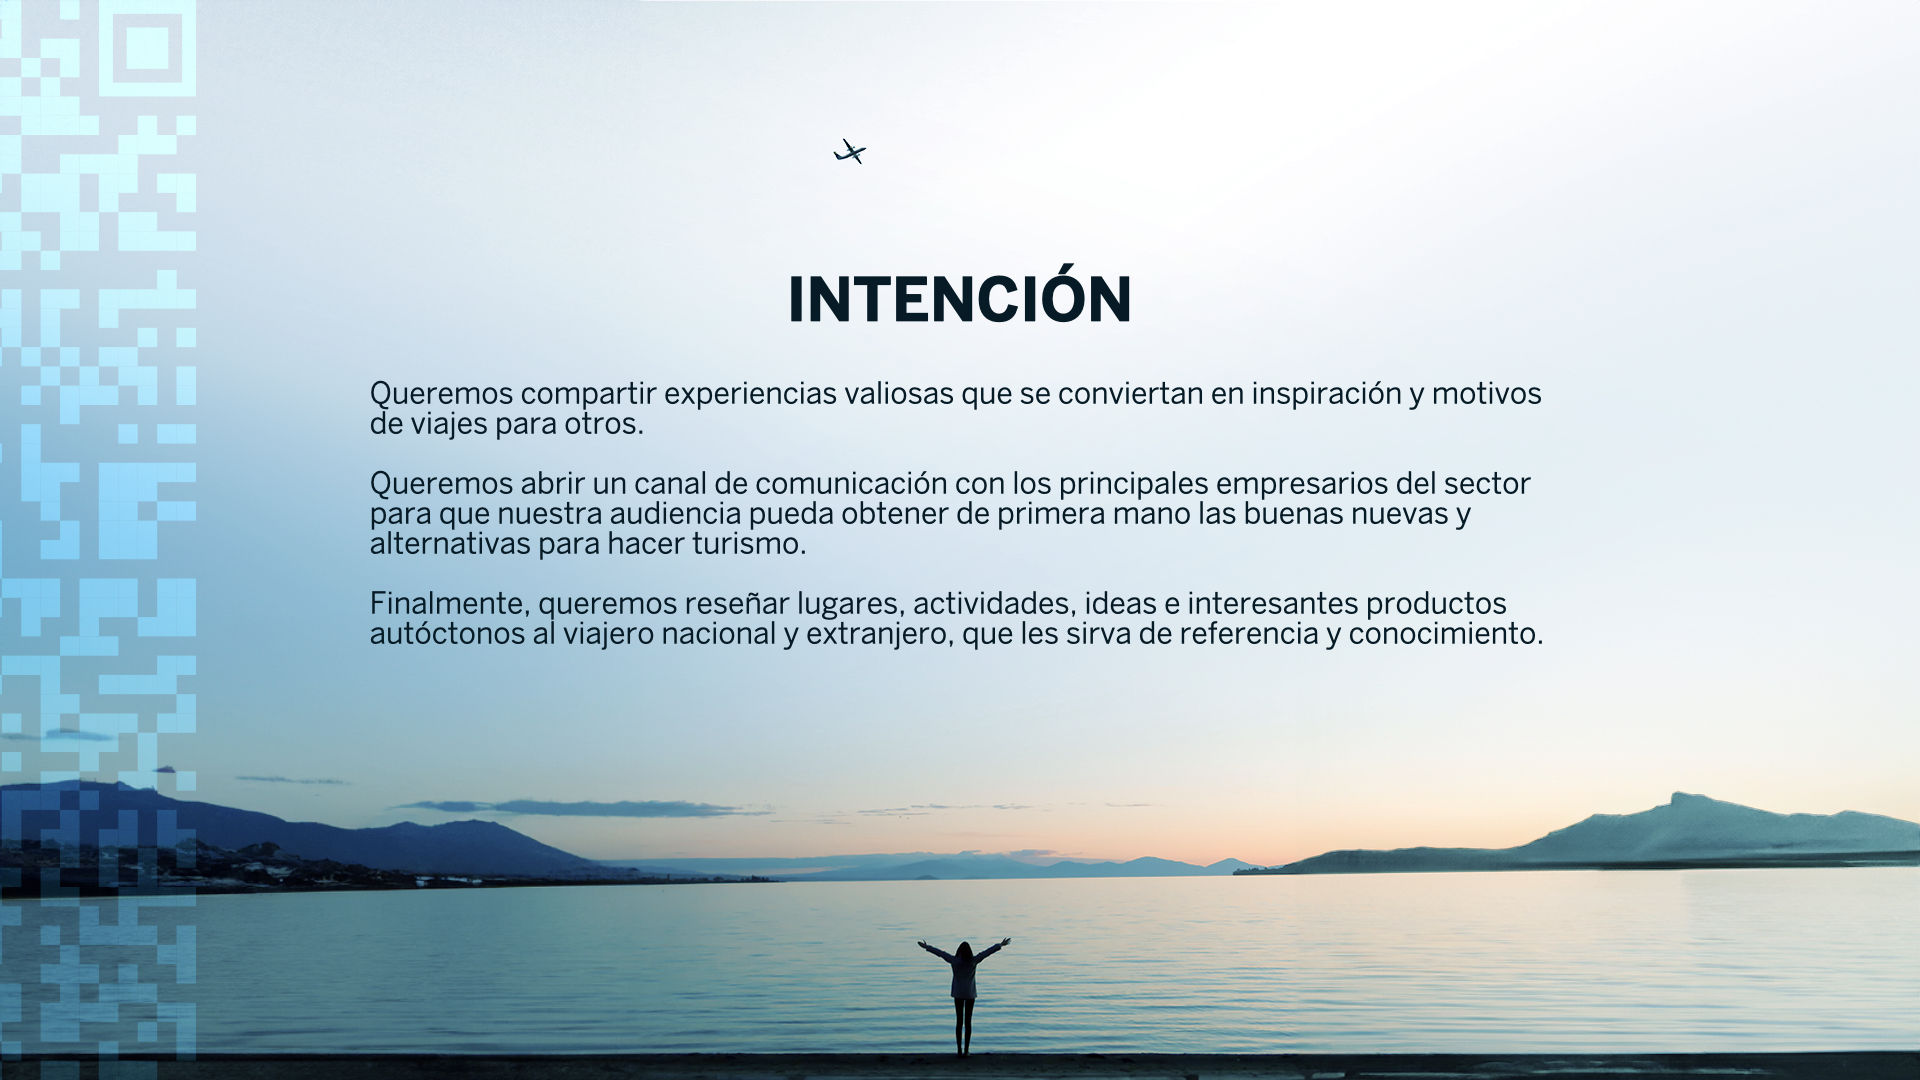 INTENCIÓN
Queremos compartir experiencias valiosas que se conviertan en inspiración y motivos
de viajes para otros.
Queremos abrir un canal de comunicación con los principales empresarios del sector
para que nuestra audiencia pueda obtener de primera mano las buenas nuevas y
alternativas para hacer turismo.
Finalmente, queremos reseñar lugares, actividades, ideas e interesantes productos
autóctonos al viajero nacional y extranjero, que les sirva de referencia y conocimiento.